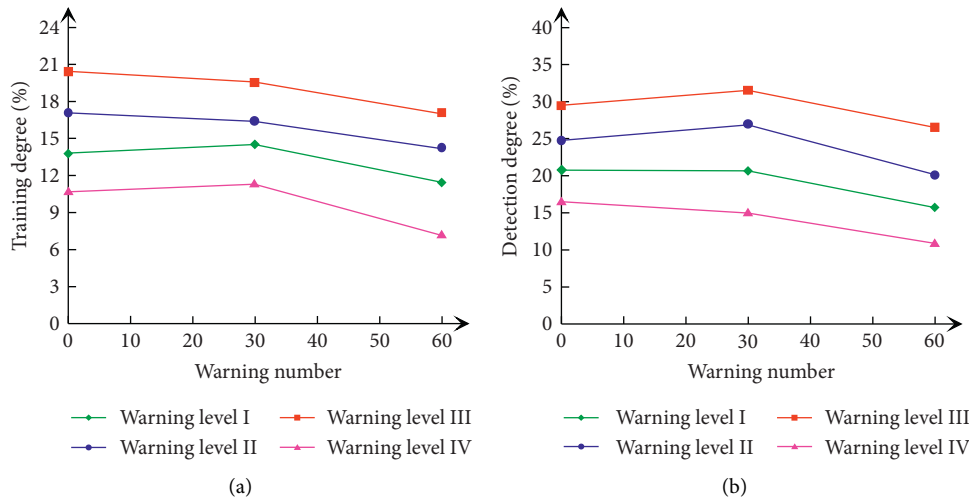 24
21
18
15
12
9
6
3
0
Training degree (%)
0 10 20 30 40 50 60
Warning number
Warning level I Warning level III
Warning level II Warning level IV
(a)
40
35
30
25
20
15
10
5
0
Detection degree (%)
0 10 20 30 40 50 60
Warning number
Warning level I Warning level III
Warning level II Warning level IV
(b)